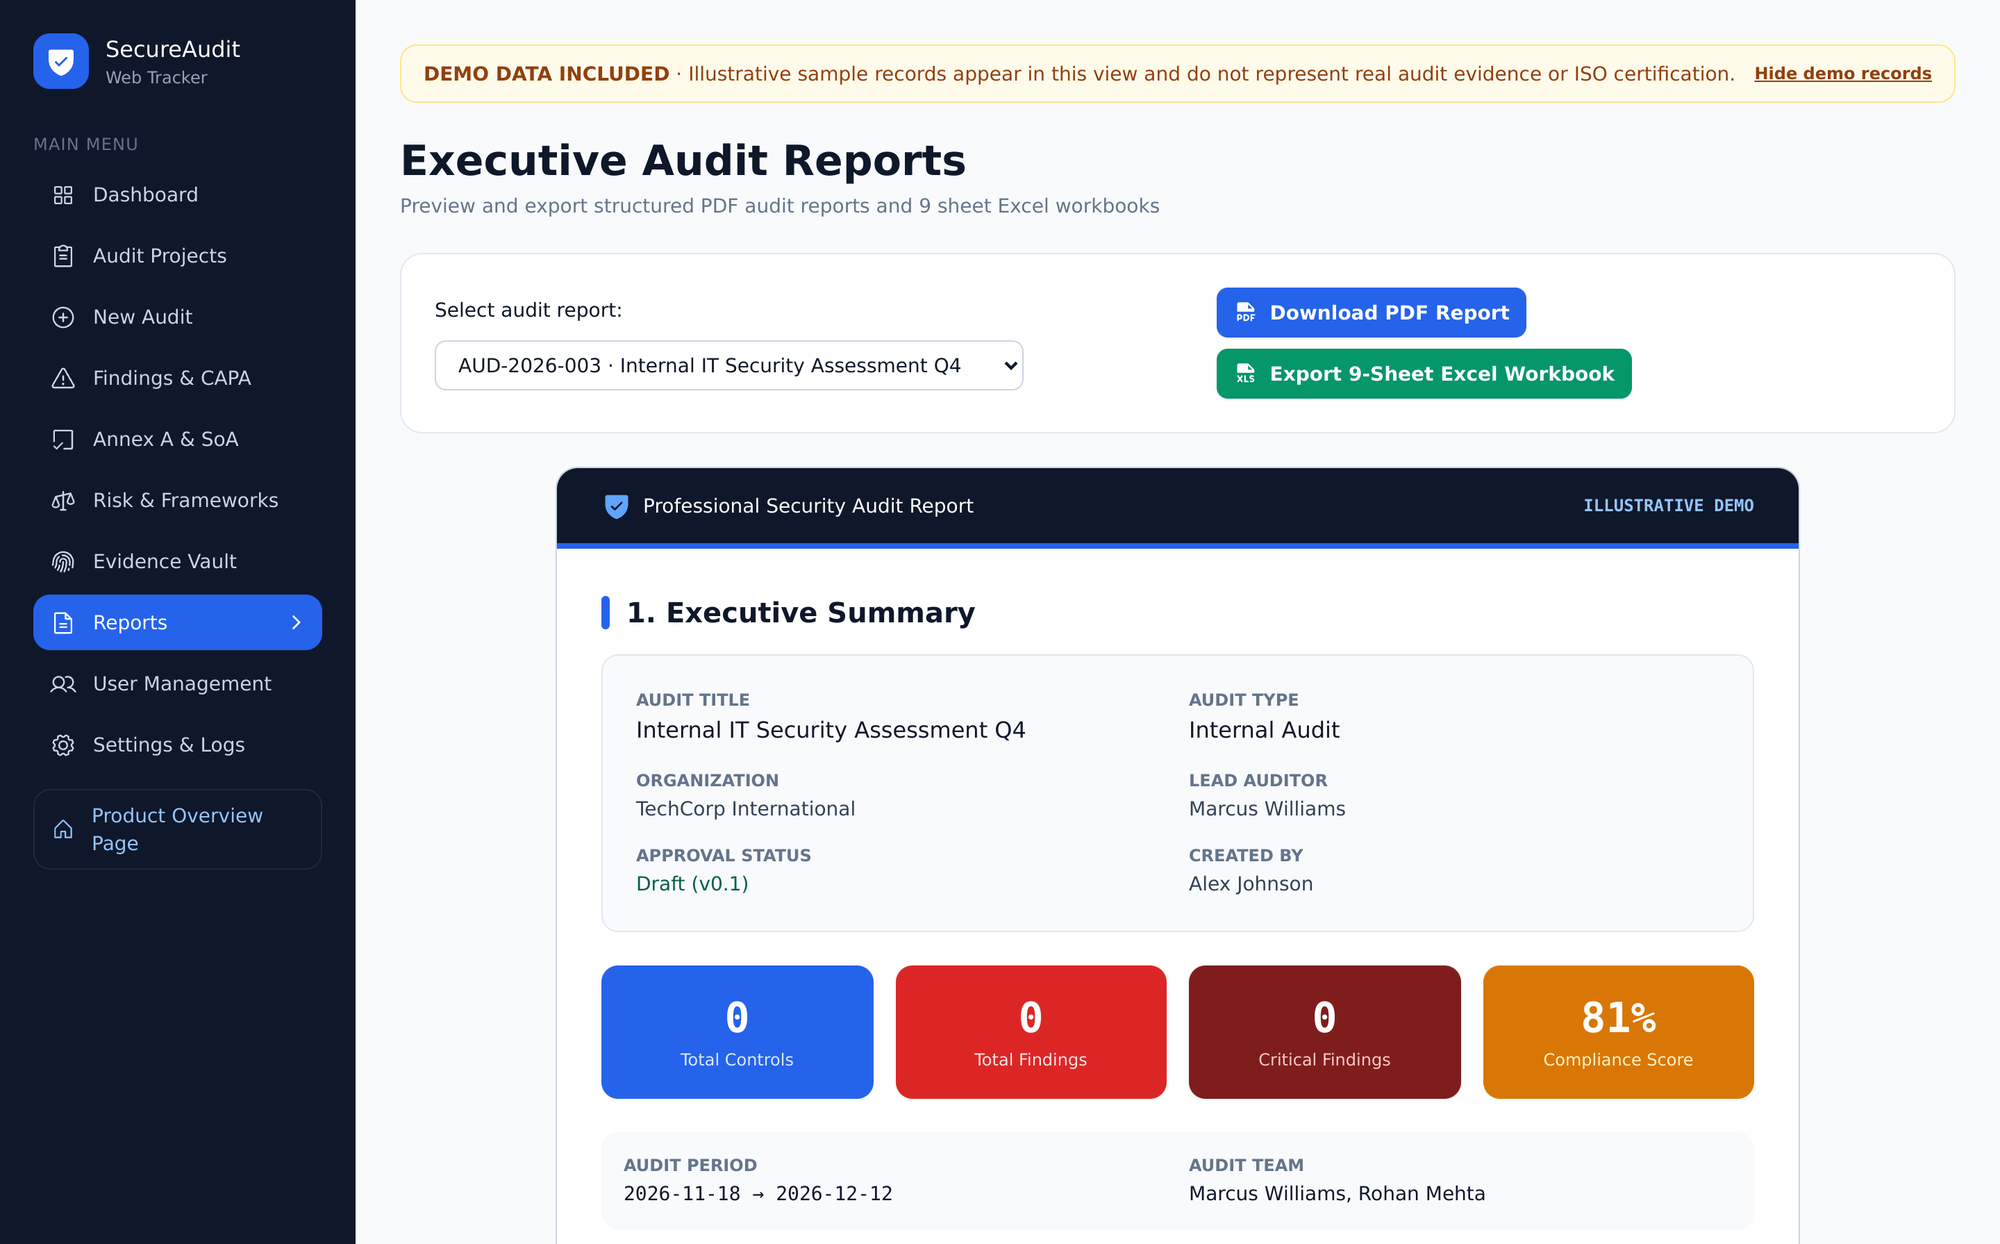 SecureAudit
Web Tracker
MAIN MENU
Dashboard
Audit Projects
New Audit
Findings & CAPA
Annex A & SoA
Risk & Frameworks
Evidence Vault
Reports
User Management
Settings & Logs
Product Overview
Page
DEMO DATA INCLUDED · Illustrative sample records appear in this view and do not represent real audit evidence or ISO certification. Hide demo records
Executive Audit Reports
Preview and export structured PDF audit reports and 9 sheet Excel workbooks
Select audit report:
AUD-2026-003 · Internal IT Security Assessment Q4
PDF Download PDF Report
XLS Export 9-Sheet Excel Workbook
Professional Security Audit Report
ILLUSTRATIVE DEMO
1. Executive Summary
AUDIT TITLE
Internal IT Security Assessment Q4
AUDIT TYPE
Internal Audit
ORGANIZATION
TechCorp International
LEAD AUDITOR
Marcus Williams
APPROVAL STATUS
Draft (v0.1)
CREATED BY
Alex Johnson
0
Total Controls
0
Total Findings
0
Critical Findings
81%
Compliance Score
AUDIT PERIOD
2026-11-18 → 2026-12-12
AUDIT TEAM
Marcus Williams, Rohan Mehta